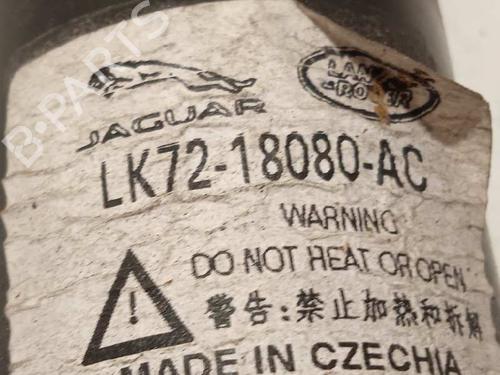 B-PARTS
LAND
ROVER
JAGUAR
LK72-18080-AC
WARNING
DO NOT HEAT OR OPEN
警告:禁止加热和拆解
MADE IN CZECHIA